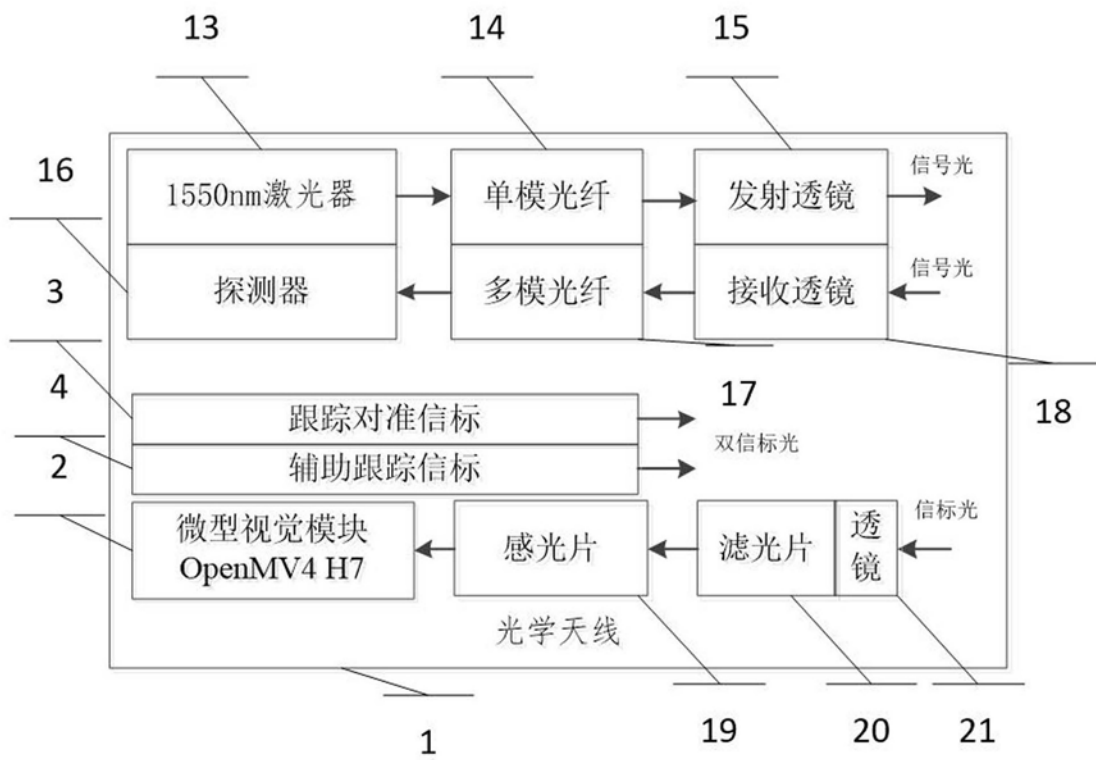 13
14
15
16
1550nm激光器
单模光纤
发射透镜
信号光
探测器
多模光纤
接收透镜
信号光
3
4
17
18
跟踪对准信标
双信标光
辅助跟踪信标
2
微型视觉模块
OpenMV4 H7
感光片
滤光片
透
镜
信标光
光学天线
1
19
20
21